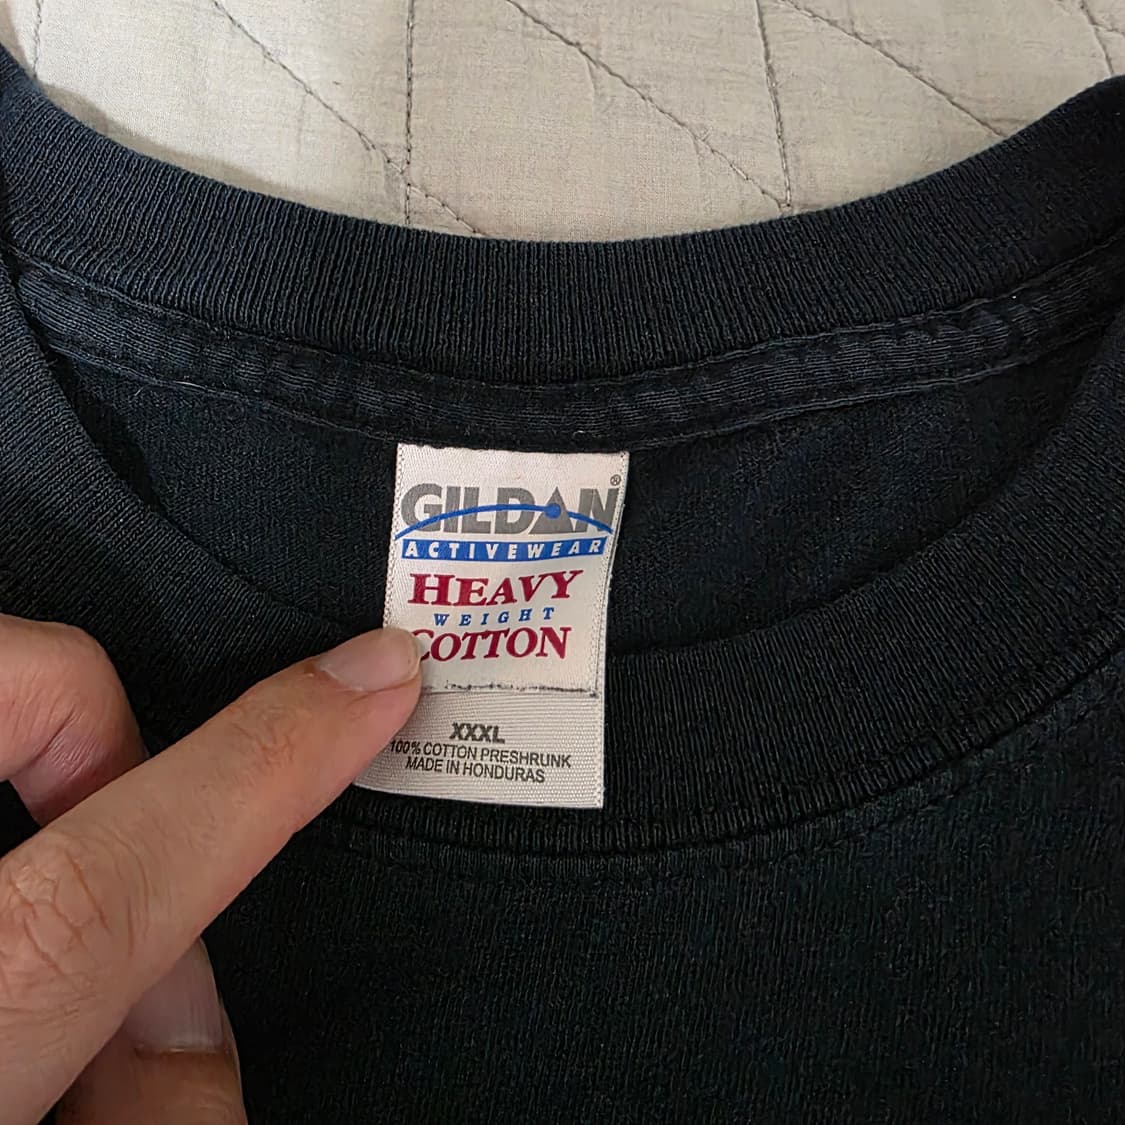 GILDAN®
ACTIVEWEAR
HEAVY
WEIGHT
COTTON
XXXL
100% COTTON PRESHRUNK
MADE IN HONDURAS